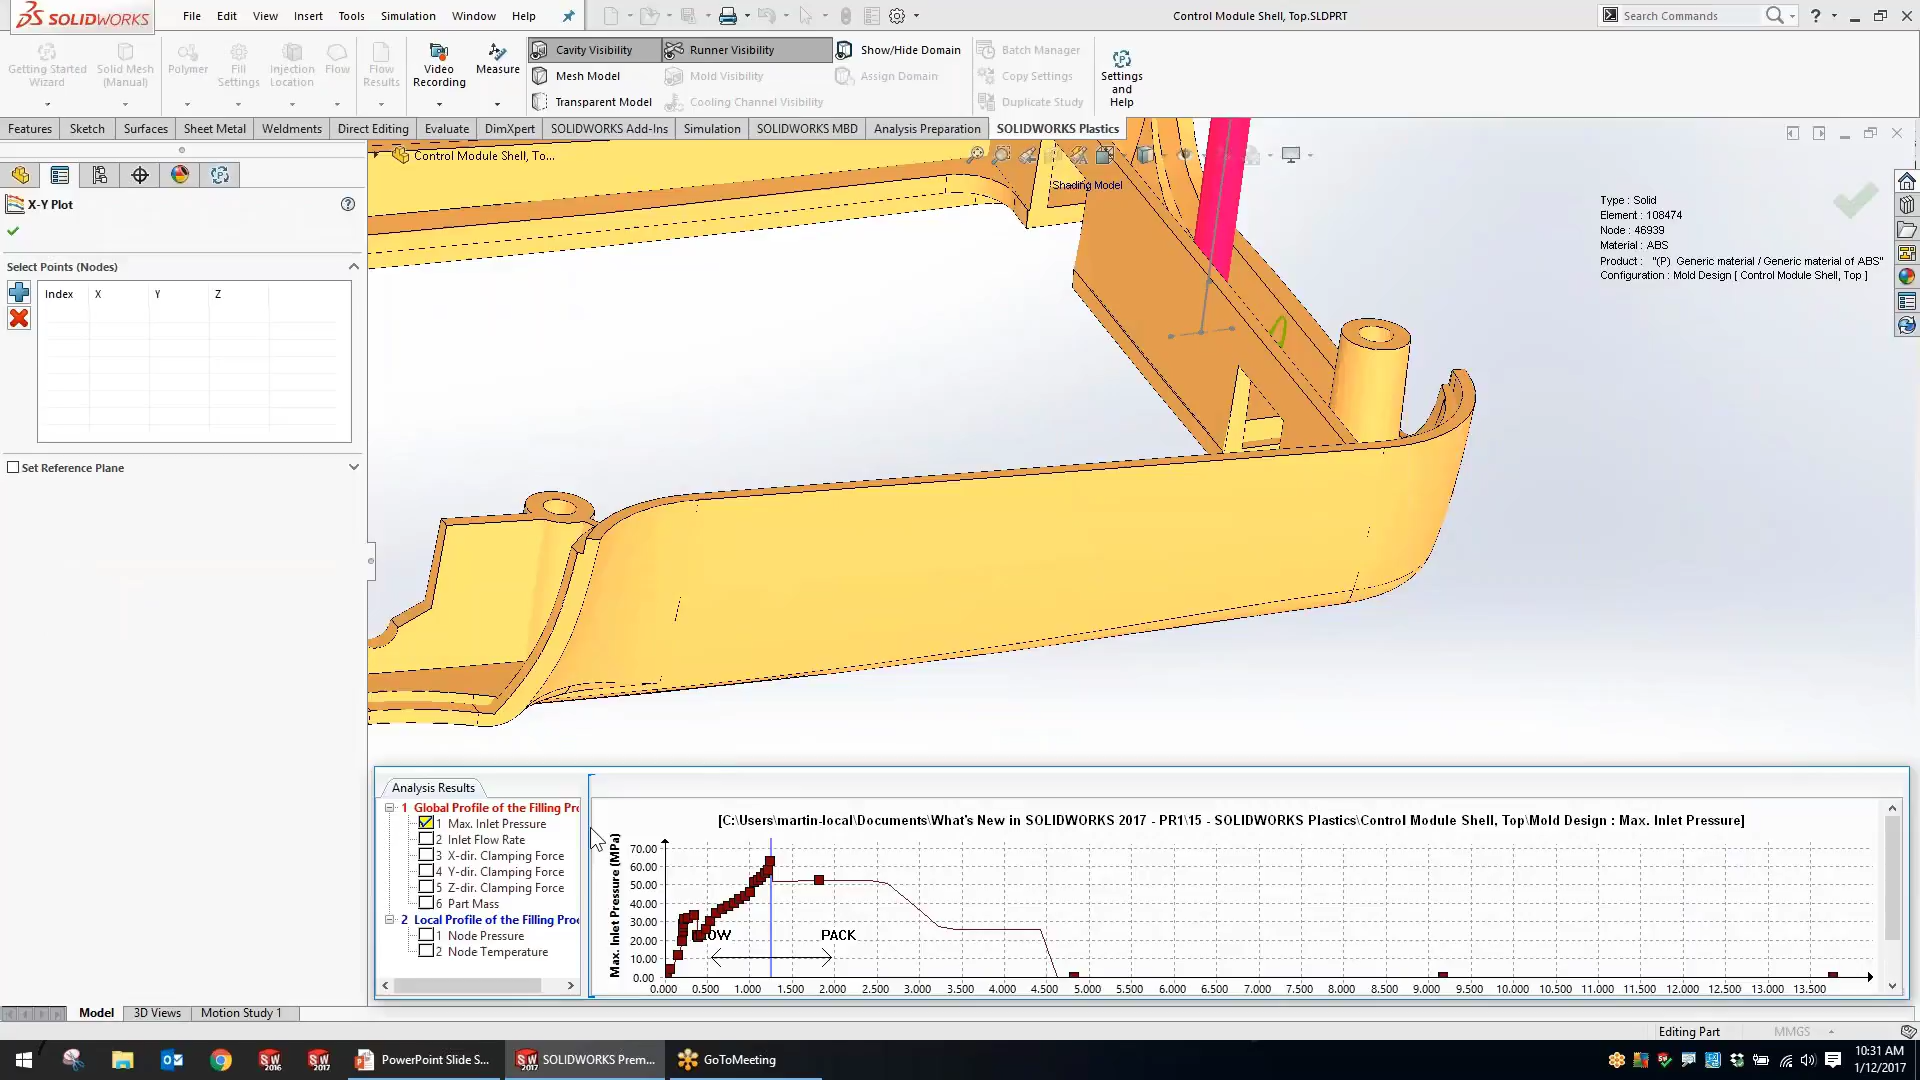 SOLIDWORKS
File Edit View Insert Tools Simulation Window Help
Control Module Shell, Top.SLDPRT
Search Commands
Getting Started Wizard
Solid Mesh (Manual)
Polymer
Fill Settings
Injection Location
Flow
Flow Results
Video Recording
Measure
Cavity Visibility
Runner Visibility
Show/Hide Domain
Batch Manager
Mesh Model
Mold Visibility
Assign Domain
Copy Settings
Transparent Model
Cooling Channel Visibility
Duplicate Study
Settings and Help
Features Sketch Surfaces Sheet Metal Weldments Direct Editing Evaluate DimXpert SOLIDWORKS Add-Ins Simulation SOLIDWORKS MBD Analysis Preparation SOLIDWORKS Plastics
Control Module Shell, To...
Shading Model
X-Y Plot
Select Points (Nodes)
Index X Y Z
Set Reference Plane
Type : Solid
Element : 108474
Node : 46939
Material : ABS
Product : "(P) Generic material / Generic material of ABS"
Configuration : Mold Design [ Control Module Shell, Top ]
Analysis Results
1 Global Profile of the Filling Pro
1 Max. Inlet Pressure
2 Inlet Flow Rate
3 X-dir. Clamping Force
4 Y-dir. Clamping Force
5 Z-dir. Clamping Force
6 Part Mass
2 Local Profile of the Filling Proc
1 Node Pressure
2 Node Temperature
[C:\Users\martin-local\Documents\What's New in SOLIDWORKS 2017 - PR1\15 - SOLIDWORKS Plastics\Control Module Shell, Top\Mold Design : Max. Inlet Pressure]
Max. Inlet Pressure (MPa)
70.00
60.00
50.00
40.00
30.00
20.00
10.00
0.00
OW PACK
0.000 0.500 1.000 1.500 2.000 2.500 3.000 3.500 4.000 4.500 5.000 5.500 6.000 6.500 7.000 7.500 8.000 8.500 9.000 9.500 10.000 10.500 11.000 11.500 12.000 12.500 13.000 13.500
Model 3D Views Motion Study 1
Editing Part MMGS
PowerPoint Slide S...
SOLIDWORKS Prem...
GoToMeeting
10:31 AM
1/12/2017